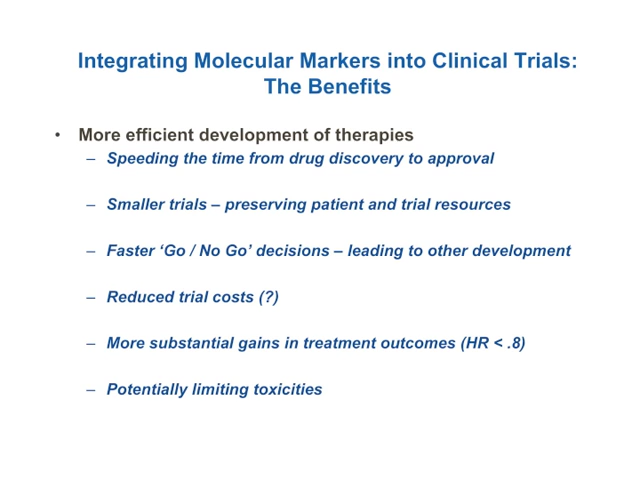 Integrating Molecular Markers into Clinical Trials:
The Benefits
• More efficient development of therapies
– Speeding the time from drug discovery to approval
– Smaller trials – preserving patient and trial resources
– Faster ‘Go / No Go’ decisions – leading to other development
– Reduced trial costs (?)
– More substantial gains in treatment outcomes (HR < .8)
– Potentially limiting toxicities